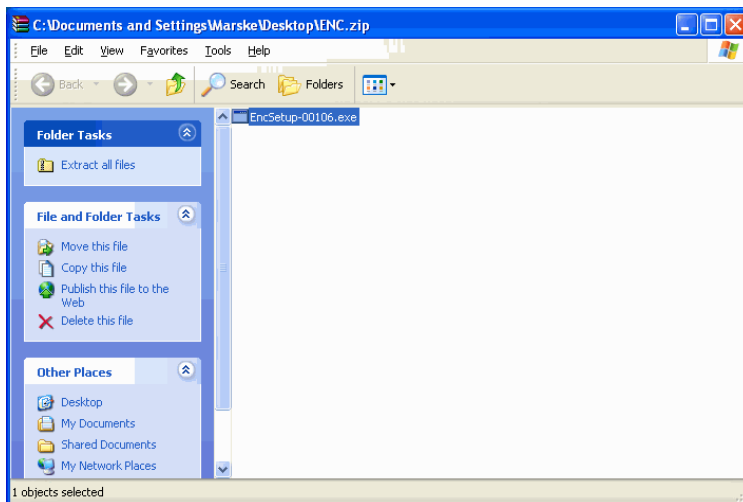 C:\Documents and Settings\Marske\Desktop\ENC.zip
File Edit View Favorites Tools Help
Back Search Folders
EncSetup-00106.exe
Folder Tasks
Extract all files
File and Folder Tasks
Move this file
Copy this file
Publish this file to the
Web
Delete this file
Other Places
Desktop
My Documents
Shared Documents
My Network Places
1 objects selected